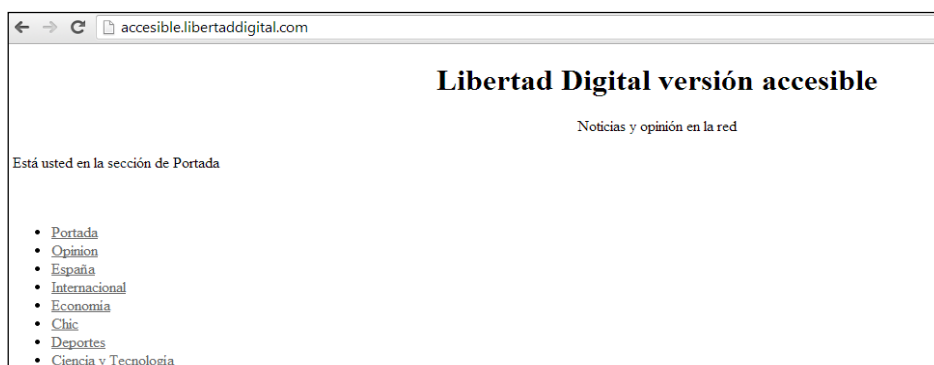 accesible.libertaddigital.com
Libertad Digital versión accesible
Noticias y opinión en la red
Está usted en la sección de Portada
Portada
Opinion
España
Internacional
Economia
Chic
Deportes
Ciencia y Tecnologia